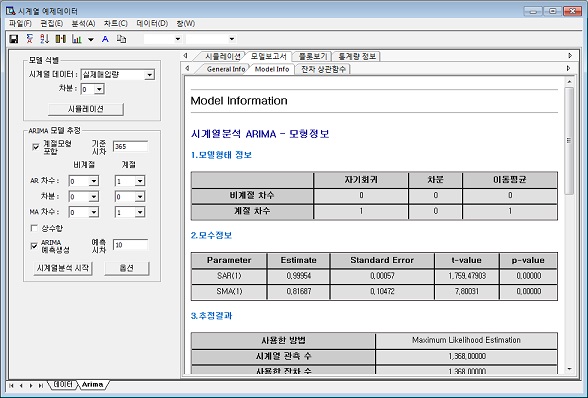 시계열 예제데이터
파일(F) 편집(E) 분석(A) 차트(C) 데이터(D) 창(W)
모델 식별
시계열 데이터 : 실제매입량
차분 : 0
시뮬레이션
ARIMA 모델 추정
계절모형 포함 기준 시차 365
비계절 계절
AR 차수 : 0 1
차분 : 0 0
MA 차수 : 0 1
상수항
ARIMA 예측생성 예측 시차 10
시계열분석 시작 옵션
시뮬레이션 모델보고서 플롯보기 통계량 정보
General Info Model Info 잔차 상관함수
Model Information
시계열분석 ARIMA - 모형정보
1.모델형태 정보
자기회귀 차분 이동평균
비계절 차수 0 0 0
계절 차수 1 0 1
2.모수정보
Parameter Estimate Standard Error t-value p-value
SAR(1) 0,99954 0,00057 1,759,47903 0,00000
SMA(1) 0,81687 0,10472 7,80031 0,00000
3.추정결과
사용한 방법 Maximum Likelihood Estimation
시계열 관측 수 1,368,00000
사용한 잔차 수 1,368,00000
데이터 Arima